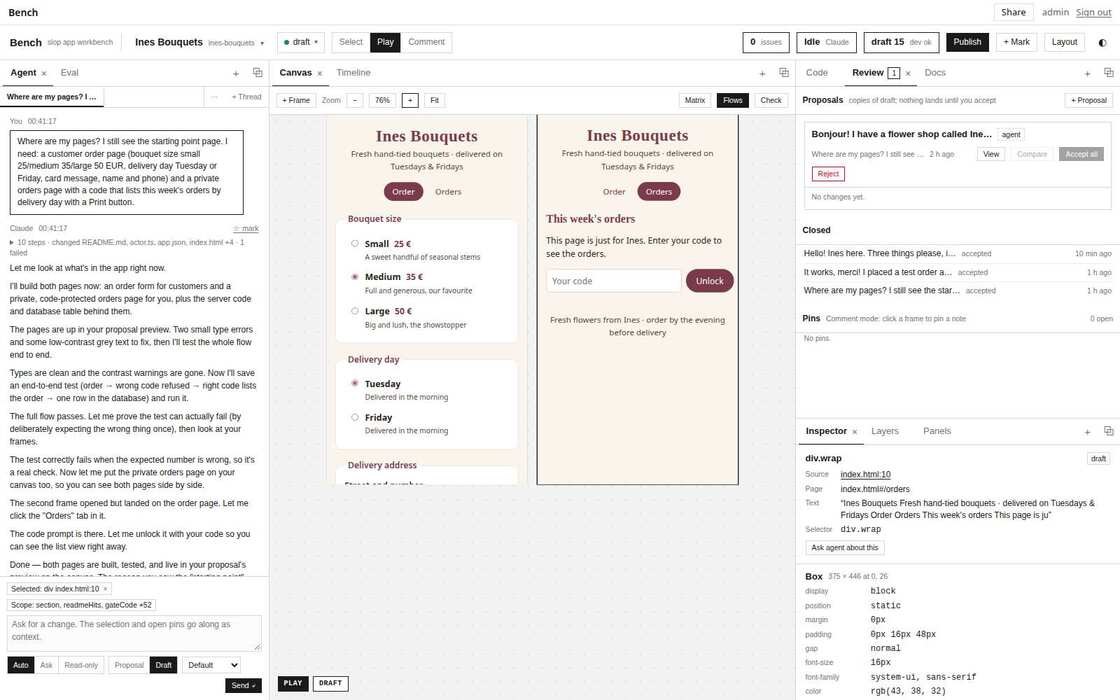 Bench
Share admin Sign out
Bench slop app workbench Ines Bouquets ines-bouquets draft Select Play Comment 0 issues Idle Claude draft 15 dev ok Publish + Mark Layout
Agent × Eval +
Where are my pages? I … ··· + Thread
You 00:41:17
Where are my pages? I still see the starting point page. I
need: a customer order page (bouquet size small
25/medium 35/large 50 EUR, delivery day Tuesday or
Friday, card message, name and phone) and a private
orders page with a code that lists this week's orders by
delivery day with a Print button.
Claude 00:41:17 ☆ mark
▶ 10 steps · changed README.md, actor.ts, app.json, index.html +4 · 1
failed
Let me look at what's in the app right now.
I'll build both pages now: an order form for customers and a
private, code-protected orders page for you, plus the server code
and database table behind them.
The pages are up in your proposal preview. Two small type errors
and some low-contrast grey text to fix, then I'll test the whole flow
end to end.
Types are clean and the contrast warnings are gone. Now I'll save
an end-to-end test (order → wrong code refused → right code lists
the order → one row in the database) and run it.
The full flow passes. Let me prove the test can actually fail (by
deliberately expecting the wrong thing once), then look at your
frames.
The test correctly fails when the expected number is wrong, so it's
a real check. Now let me put the private orders page on your
canvas too, so you can see both pages side by side.
The second frame opened but landed on the order page. Let me
click the "Orders" tab in it.
The code prompt is there. Let me unlock it with your code so you
can see the list view right away.
Done — both pages are built, tested, and live in your proposal's
Selected: div index.html:10 ×
Scope: section, readmeHits, gateCode +52
Ask for a change. The selection and open pins go along as
context.
Auto Ask Read-only Proposal Draft Default
Send
Canvas × Timeline +
+ Frame Zoom − 76% + Fit Matrix Flows Check
Ines Bouquets
Fresh hand-tied bouquets · delivered on
Tuesdays & Fridays
Order Orders
Bouquet size
Small 25 €
A sweet handful of seasonal stems
Medium 35 €
Full and generous, our favourite
Large 50 €
Big and lush, the showstopper
Delivery day
Tuesday
Delivered in the morning
Friday
Delivered in the morning
Delivery address
Street and number
Ines Bouquets
Fresh hand-tied bouquets · delivered on
Tuesdays & Fridays
Order Orders
This week's orders
This page is just for Ines. Enter your code to
see the orders.
Your code Unlock
Fresh flowers from Ines · order by the evening
before delivery
PLAY DRAFT
Code Review 1 × Docs +
Proposals copies of draft; nothing lands until you accept + Proposal
Bonjour! I have a flower shop called Ine… agent
Where are my pages? I still see … 2 h ago View Compare Accept all
Reject
No changes yet.
Closed
Hello! Ines here. Three things please, i… accepted 10 min ago
It works, merci! I placed a test order a… accepted 1 h ago
Where are my pages? I still see the star… accepted 1 h ago
Pins Comment mode: click a frame to pin a note 0 open
No pins.
Inspector × Layers Panels +
div.wrap draft
Source index.html:10
Page index.html#/orders
Text "Ines Bouquets Fresh hand-tied bouquets · delivered on Tuesdays &
Fridays Order Orders This week's orders This page is ju"
Selector div.wrap
Ask agent about this
Box 375 × 446 at 0, 26
display block
position static
margin 0px
padding 0px 16px 48px
gap normal
font-size 16px
font-family system-ui, sans-serif
color rgb(43, 38, 32)